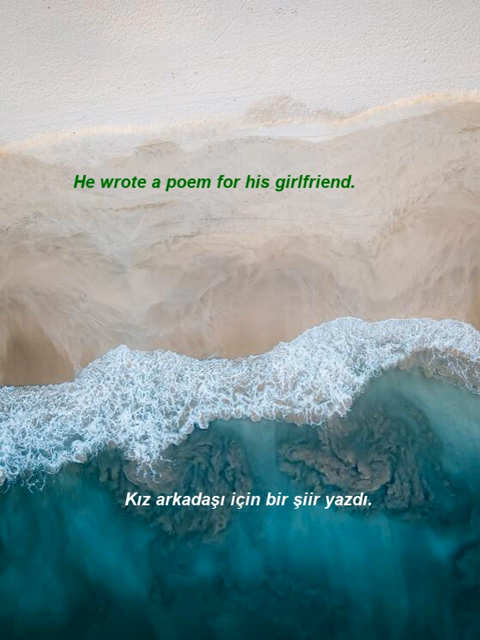 He wrote a poem for his girlfriend.
Kız arkadaşı için bir şiir yazdı.